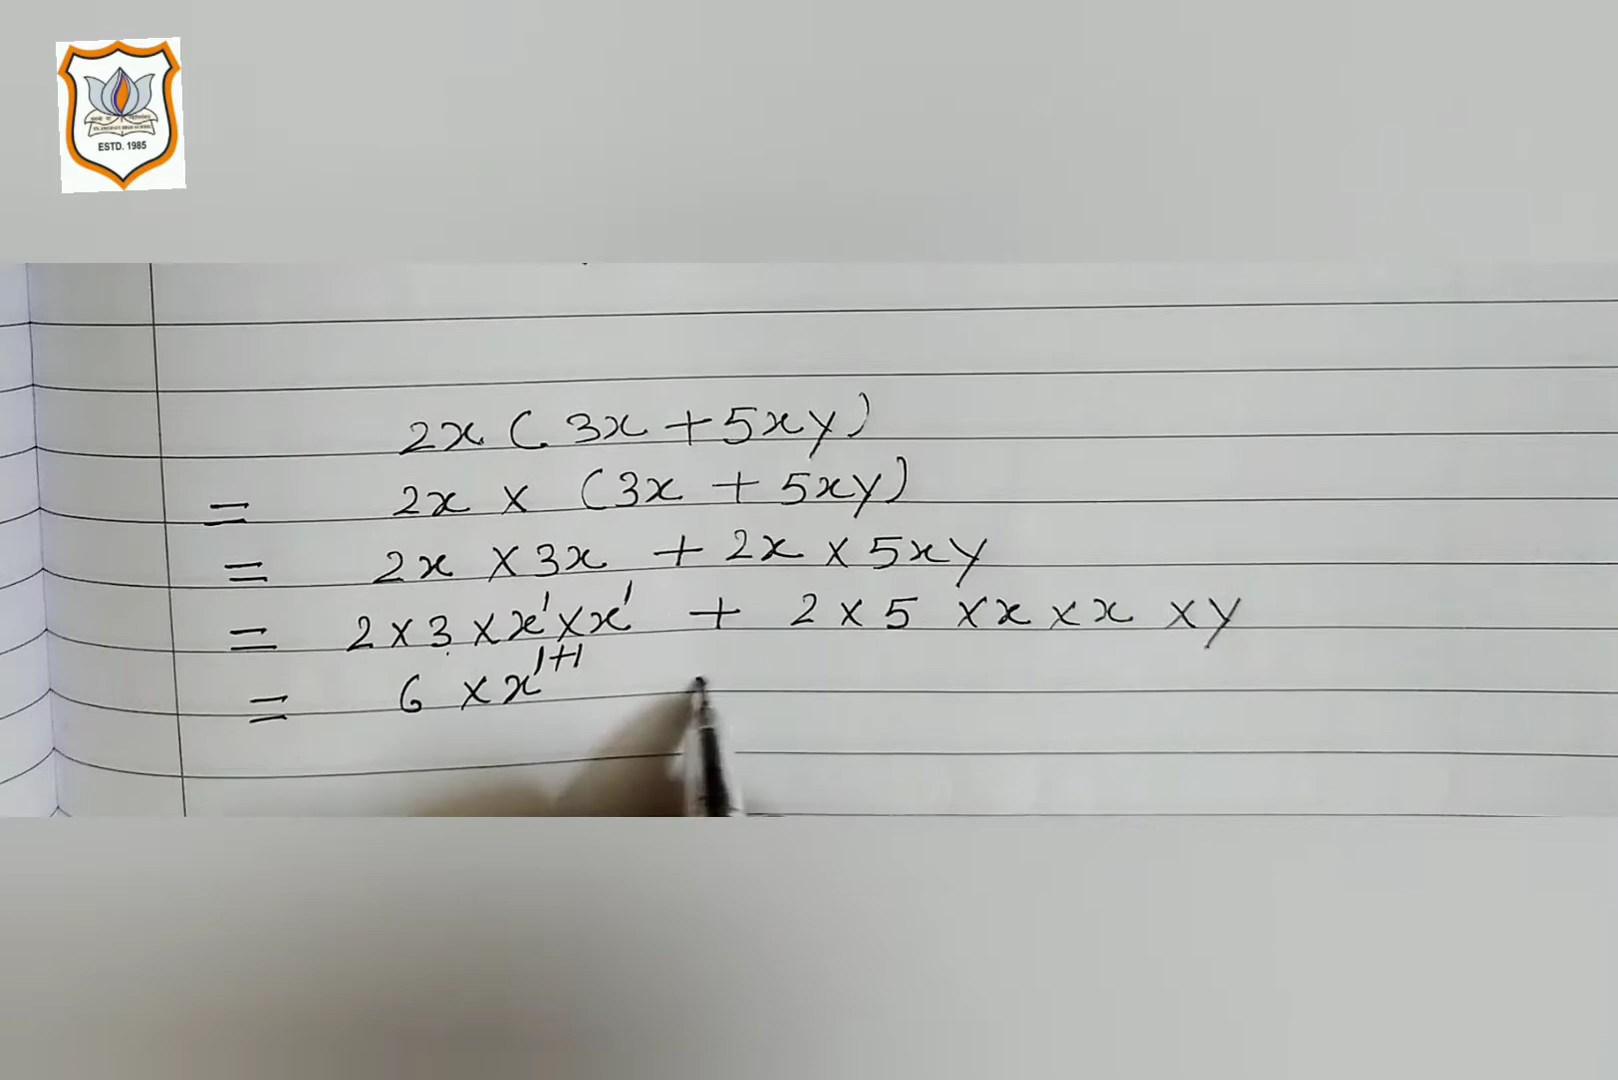 ESTD. 1985
2x ( 3x + 5xy)
= 2x × (3x + 5xy)
= 2x × 3x + 2x × 5xy
= 2 × 3 × x¹ × x¹ + 2 × 5 × x × x × y
= 6 × x¹⁺¹